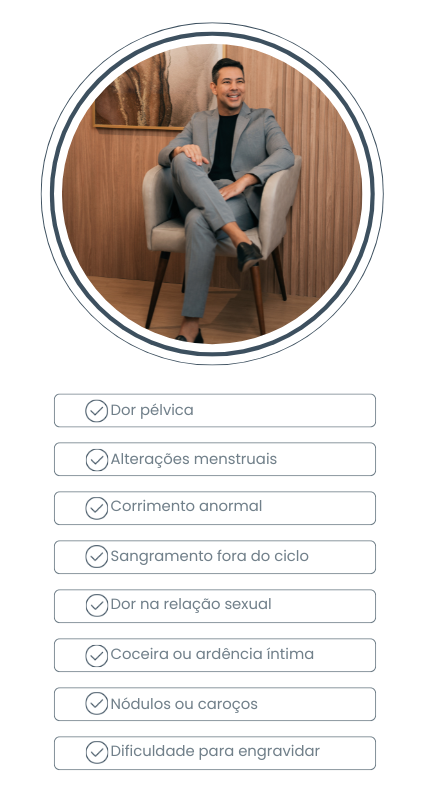 Dor pélvica
Alterações menstruais
Corrimento anormal
Sangramento fora do ciclo
Dor na relação sexual
Coceira ou ardência íntima
Nódulos ou caroços
Dificuldade para engravidar